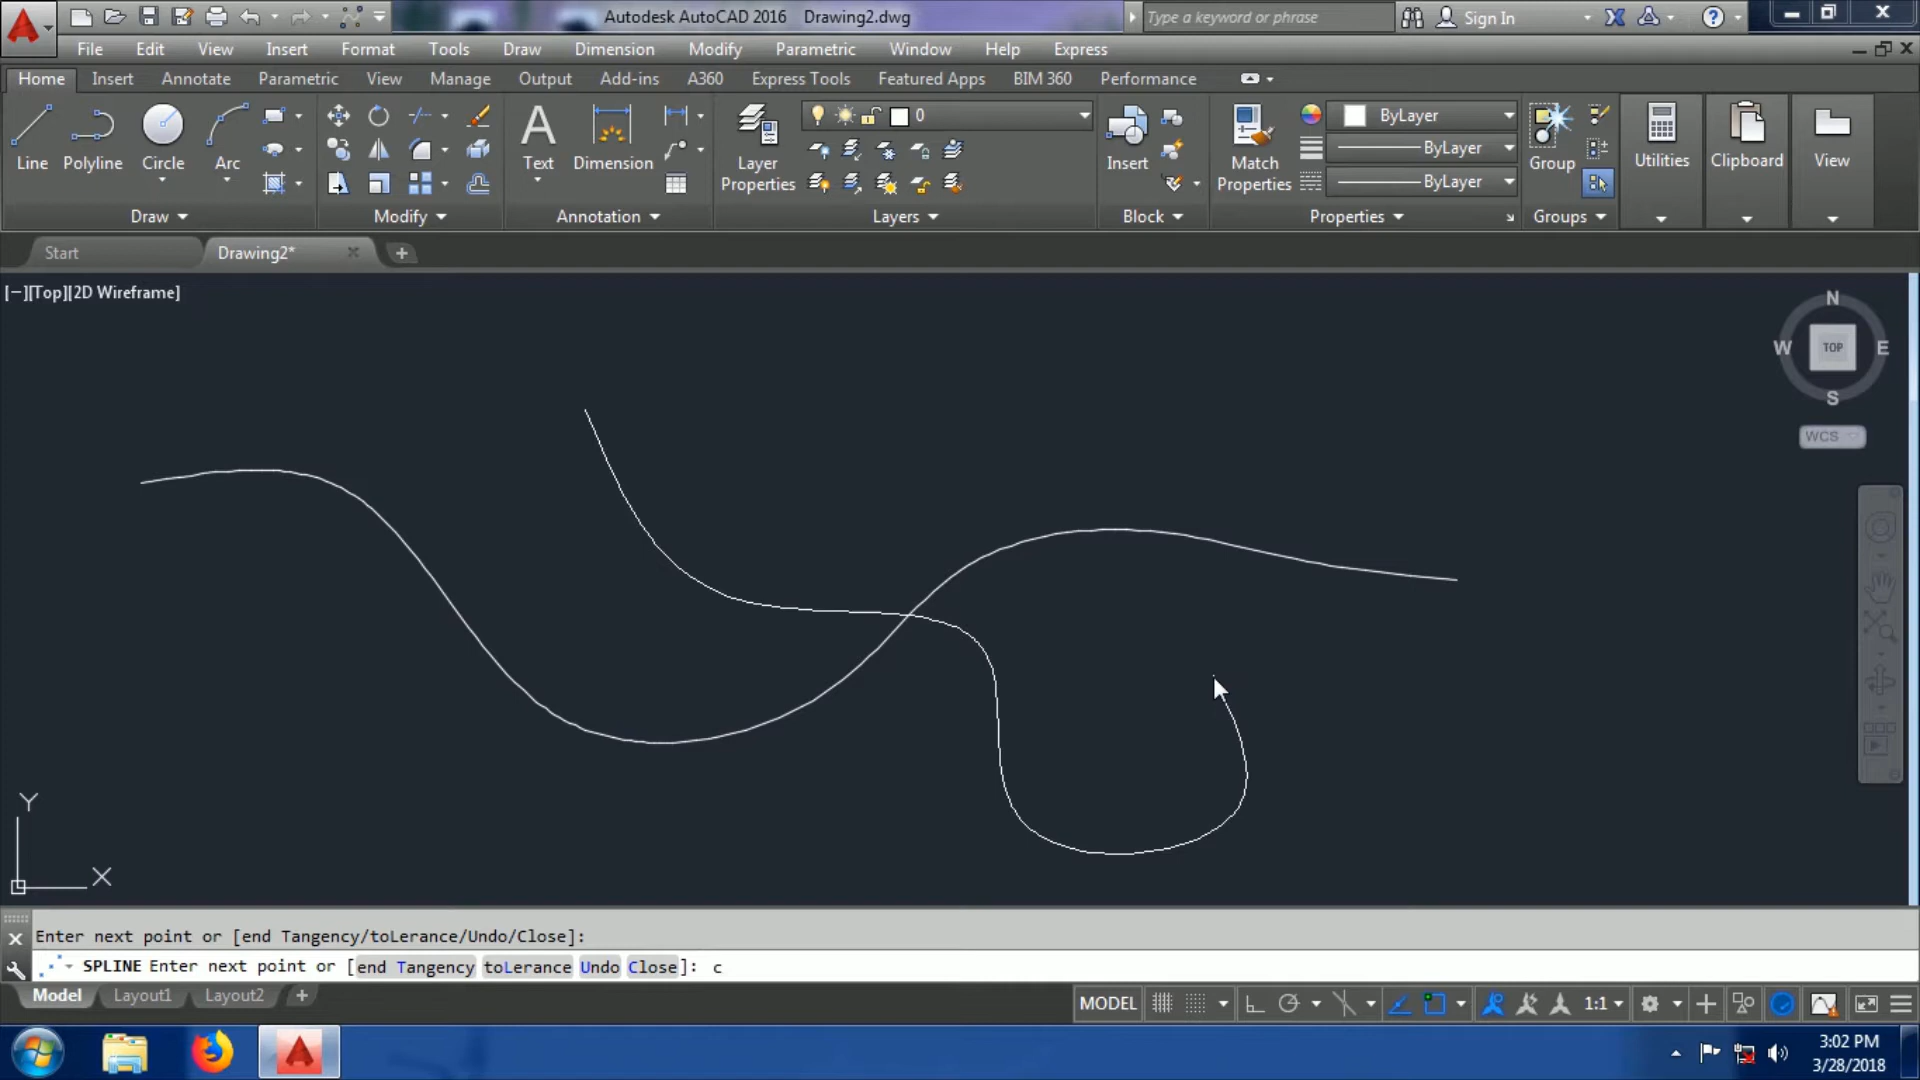 Autodesk AutoCAD 2016 Drawing2.dwg
Type a keyword or phrase
Sign In
File Edit View Insert Format Tools Draw Dimension Modify Parametric Window Help Express
Home Insert Annotate Parametric View Manage Output Add-ins A360 Express Tools Featured Apps BIM 360 Performance
0
ByLayer
ByLayer
ByLayer
Line Polyline Circle Arc
Text Dimension
Layer Properties
Insert
Match Properties
Group
Utilities
Clipboard
View
Draw Modify Annotation Layers Block Properties Groups
Start Drawing2*
[−][Top][2D Wireframe]
N
W TOP E
S
WCS
Y
X
Enter next point or [end Tangency/toLerance/Undo/Close]:
SPLINE Enter next point or [end Tangency toLerance Undo Close]: c
Model Layout1 Layout2 +
MODEL 1:1
3:02 PM
3/28/2018